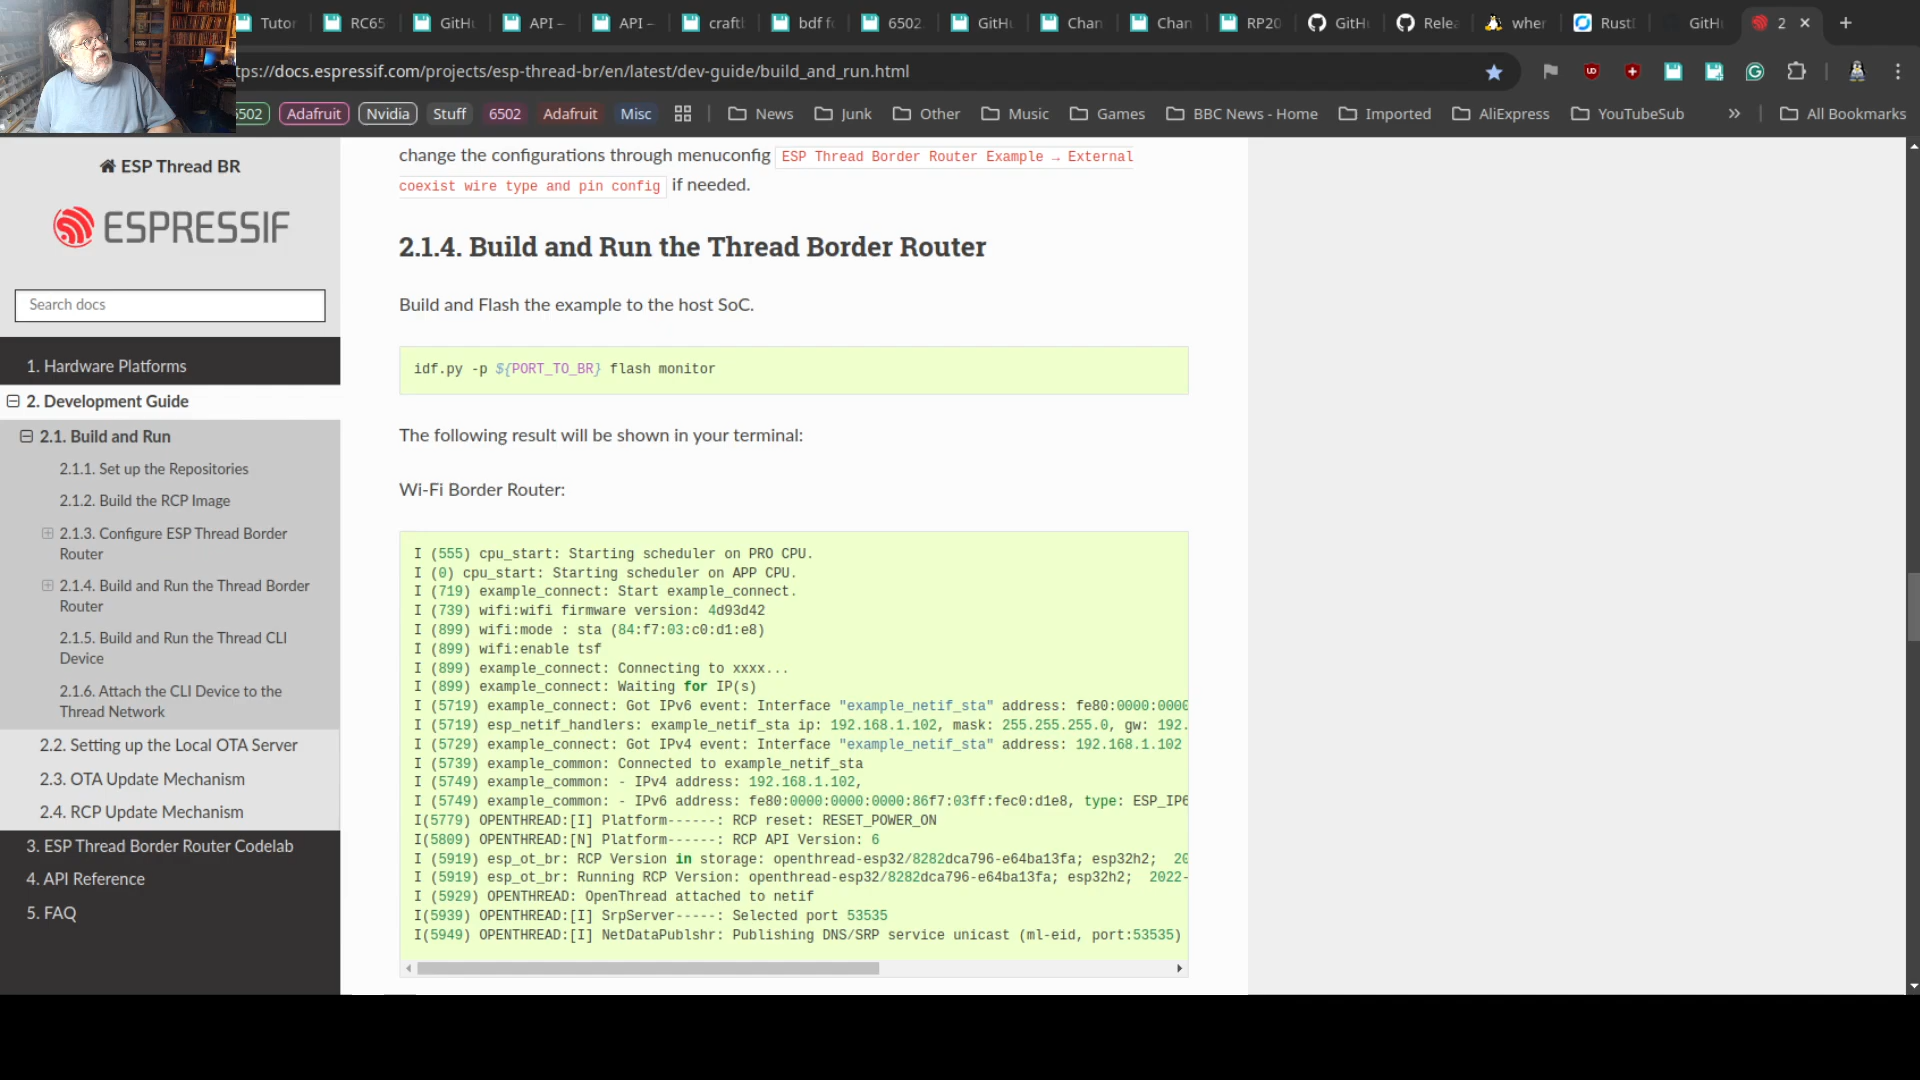 Tutor
RC65
GitHu
API –
API –
craft
bdf f
6502
GitHu
Chan
Chan
RP20
GitHu
Relea
wher
Rust
GitHu
2
tps://docs.espressif.com/projects/esp-thread-br/en/latest/dev-guide/build_and_run.html
6502
Adafruit
Nvidia
Stuff
6502
Adafruit
Misc
News
Junk
Other
Music
Games
BBC News - Home
Imported
AliExpress
YouTubeSub
»
All Bookmarks
ESP Thread BR
ESPRESSIF
Search docs
1. Hardware Platforms
2. Development Guide
2.1. Build and Run
2.1.1. Set up the Repositories
2.1.2. Build the RCP Image
2.1.3. Configure ESP Thread Border
Router
2.1.4. Build and Run the Thread Border
Router
2.1.5. Build and Run the Thread CLI
Device
2.1.6. Attach the CLI Device to the
Thread Network
2.2. Setting up the Local OTA Server
2.3. OTA Update Mechanism
2.4. RCP Update Mechanism
3. ESP Thread Border Router Codelab
4. API Reference
5. FAQ
change the configurations through menuconfig ESP Thread Border Router Example → External
coexist wire type and pin config if needed.
2.1.4. Build and Run the Thread Border Router
Build and Flash the example to the host SoC.
idf.py -p ${PORT_TO_BR} flash monitor
The following result will be shown in your terminal:
Wi-Fi Border Router:
I (555) cpu_start: Starting scheduler on PRO CPU.
I (0) cpu_start: Starting scheduler on APP CPU.
I (719) example_connect: Start example_connect.
I (739) wifi:wifi firmware version: 4d93d42
I (899) wifi:mode : sta (84:f7:03:c0:d1:e8)
I (899) wifi:enable tsf
I (899) example_connect: Connecting to xxxx...
I (899) example_connect: Waiting for IP(s)
I (5719) example_connect: Got IPv6 event: Interface "example_netif_sta" address: fe80:0000:0000
I (5719) esp_netif_handlers: example_netif_sta ip: 192.168.1.102, mask: 255.255.255.0, gw: 192.
I (5729) example_connect: Got IPv4 event: Interface "example_netif_sta" address: 192.168.1.102
I (5739) example_common: Connected to example_netif_sta
I (5749) example_common: - IPv4 address: 192.168.1.102,
I (5749) example_common: - IPv6 address: fe80:0000:0000:0000:86f7:03ff:fec0:d1e8, type: ESP_IP6
I(5779) OPENTHREAD:[I] Platform------: RCP reset: RESET_POWER_ON
I(5809) OPENTHREAD:[N] Platform------: RCP API Version: 6
I (5919) esp_ot_br: RCP Version in storage: openthread-esp32/8282dca796-e64ba13fa; esp32h2;  20
I (5919) esp_ot_br: Running RCP Version: openthread-esp32/8282dca796-e64ba13fa; esp32h2;  2022-
I (5929) OPENTHREAD: OpenThread attached to netif
I(5939) OPENTHREAD:[I] SrpServer-----: Selected port 53535
I(5949) OPENTHREAD:[I] NetDataPublshr: Publishing DNS/SRP service unicast (ml-eid, port:53535)